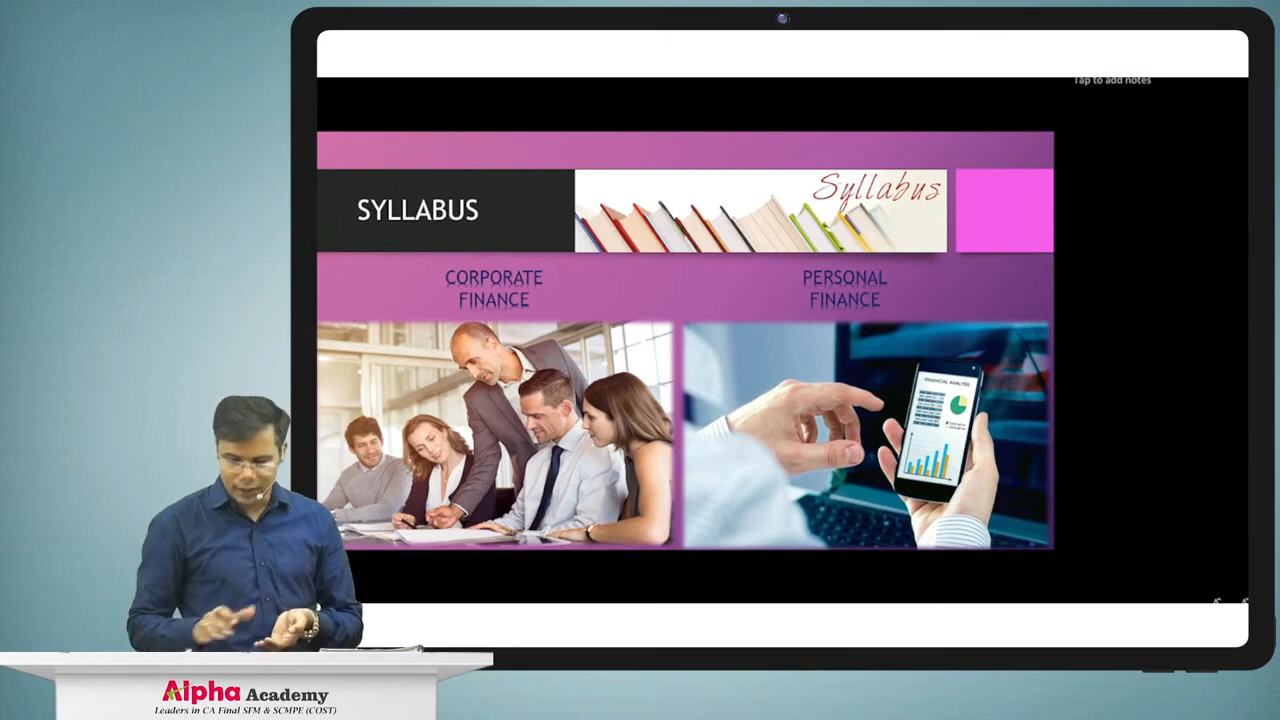 Tap to add notes
SYLLABUS
Syllabus
CORPORATE
FINANCE
PERSONAL
FINANCE
FINANCIAL ANALYSIS
Alpha Academy
Leaders in CA Final SFM & SCMPE (COST)